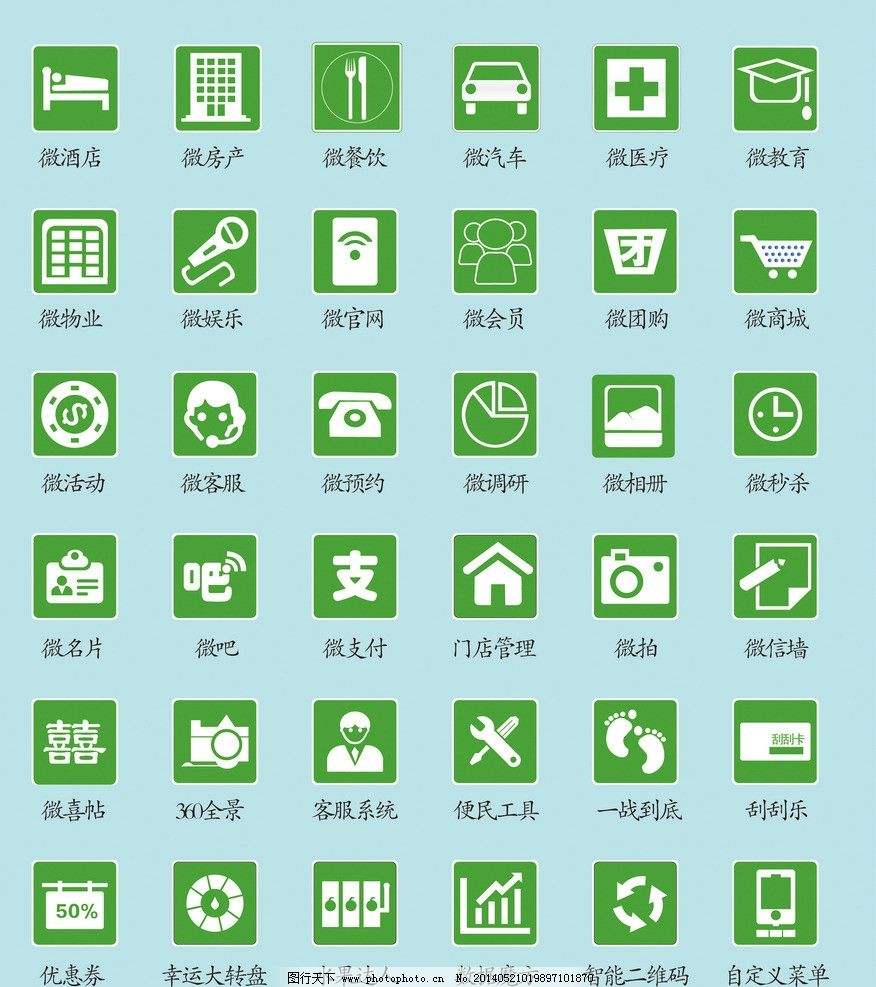 微酒店 微房产 微餐饮 微汽车 微医疗 微教育
团
微物业 微娱乐 微官网 微会员 微团购 微商城
$
微活动 微客服 微预约 微调研 微相册 微秒杀
吧 支
微名片 微吧 微支付 门店管理 微拍 微信墙
囍 刮刮卡
微喜帖 360全景 客服系统 便民工具 一战到底 刮刮乐
50%
优惠券 幸运大转盘 智能二维码 自定义菜单
图行天下 www.photophoto.cn No.20140521019897101870